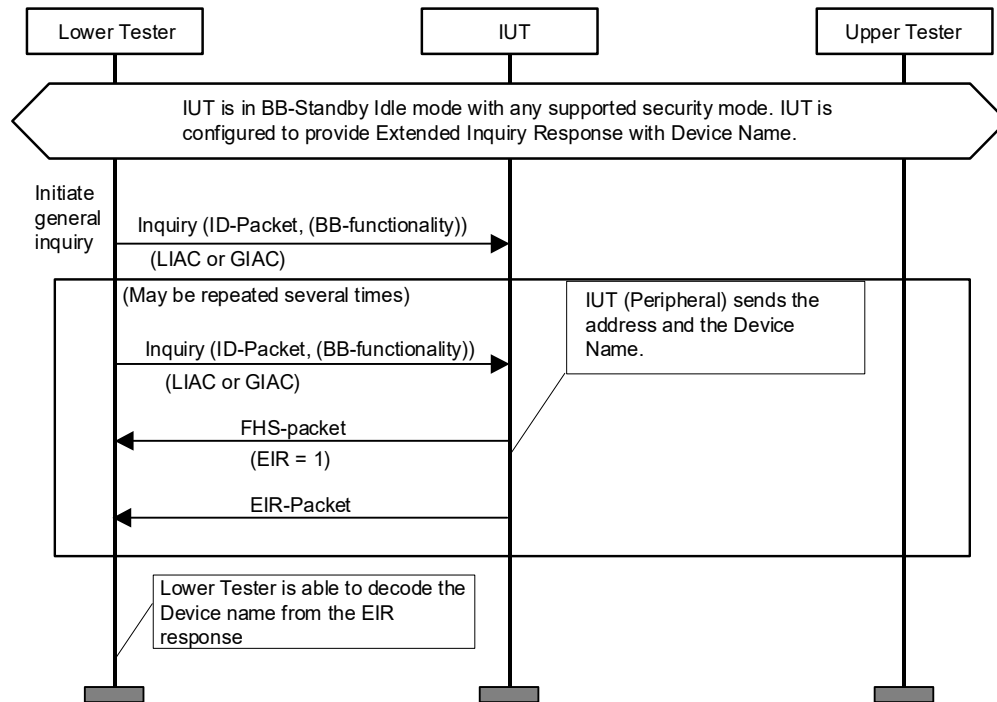 Lower Tester
IUT
Upper Tester
IUT is in BB-Standby Idle mode with any supported security mode. IUT is
configured to provide Extended Inquiry Response with Device Name.
Initiate
general
inquiry
Inquiry (ID-Packet, (BB-functionality))
(LIAC or GIAC)
(May be repeated several times)
IUT (Peripheral) sends the
address and the Device
Name.
Inquiry (ID-Packet, (BB-functionality))
(LIAC or GIAC)
FHS-packet
(EIR = 1)
EIR-Packet
Lower Tester is able to decode the
Device name from the EIR
response